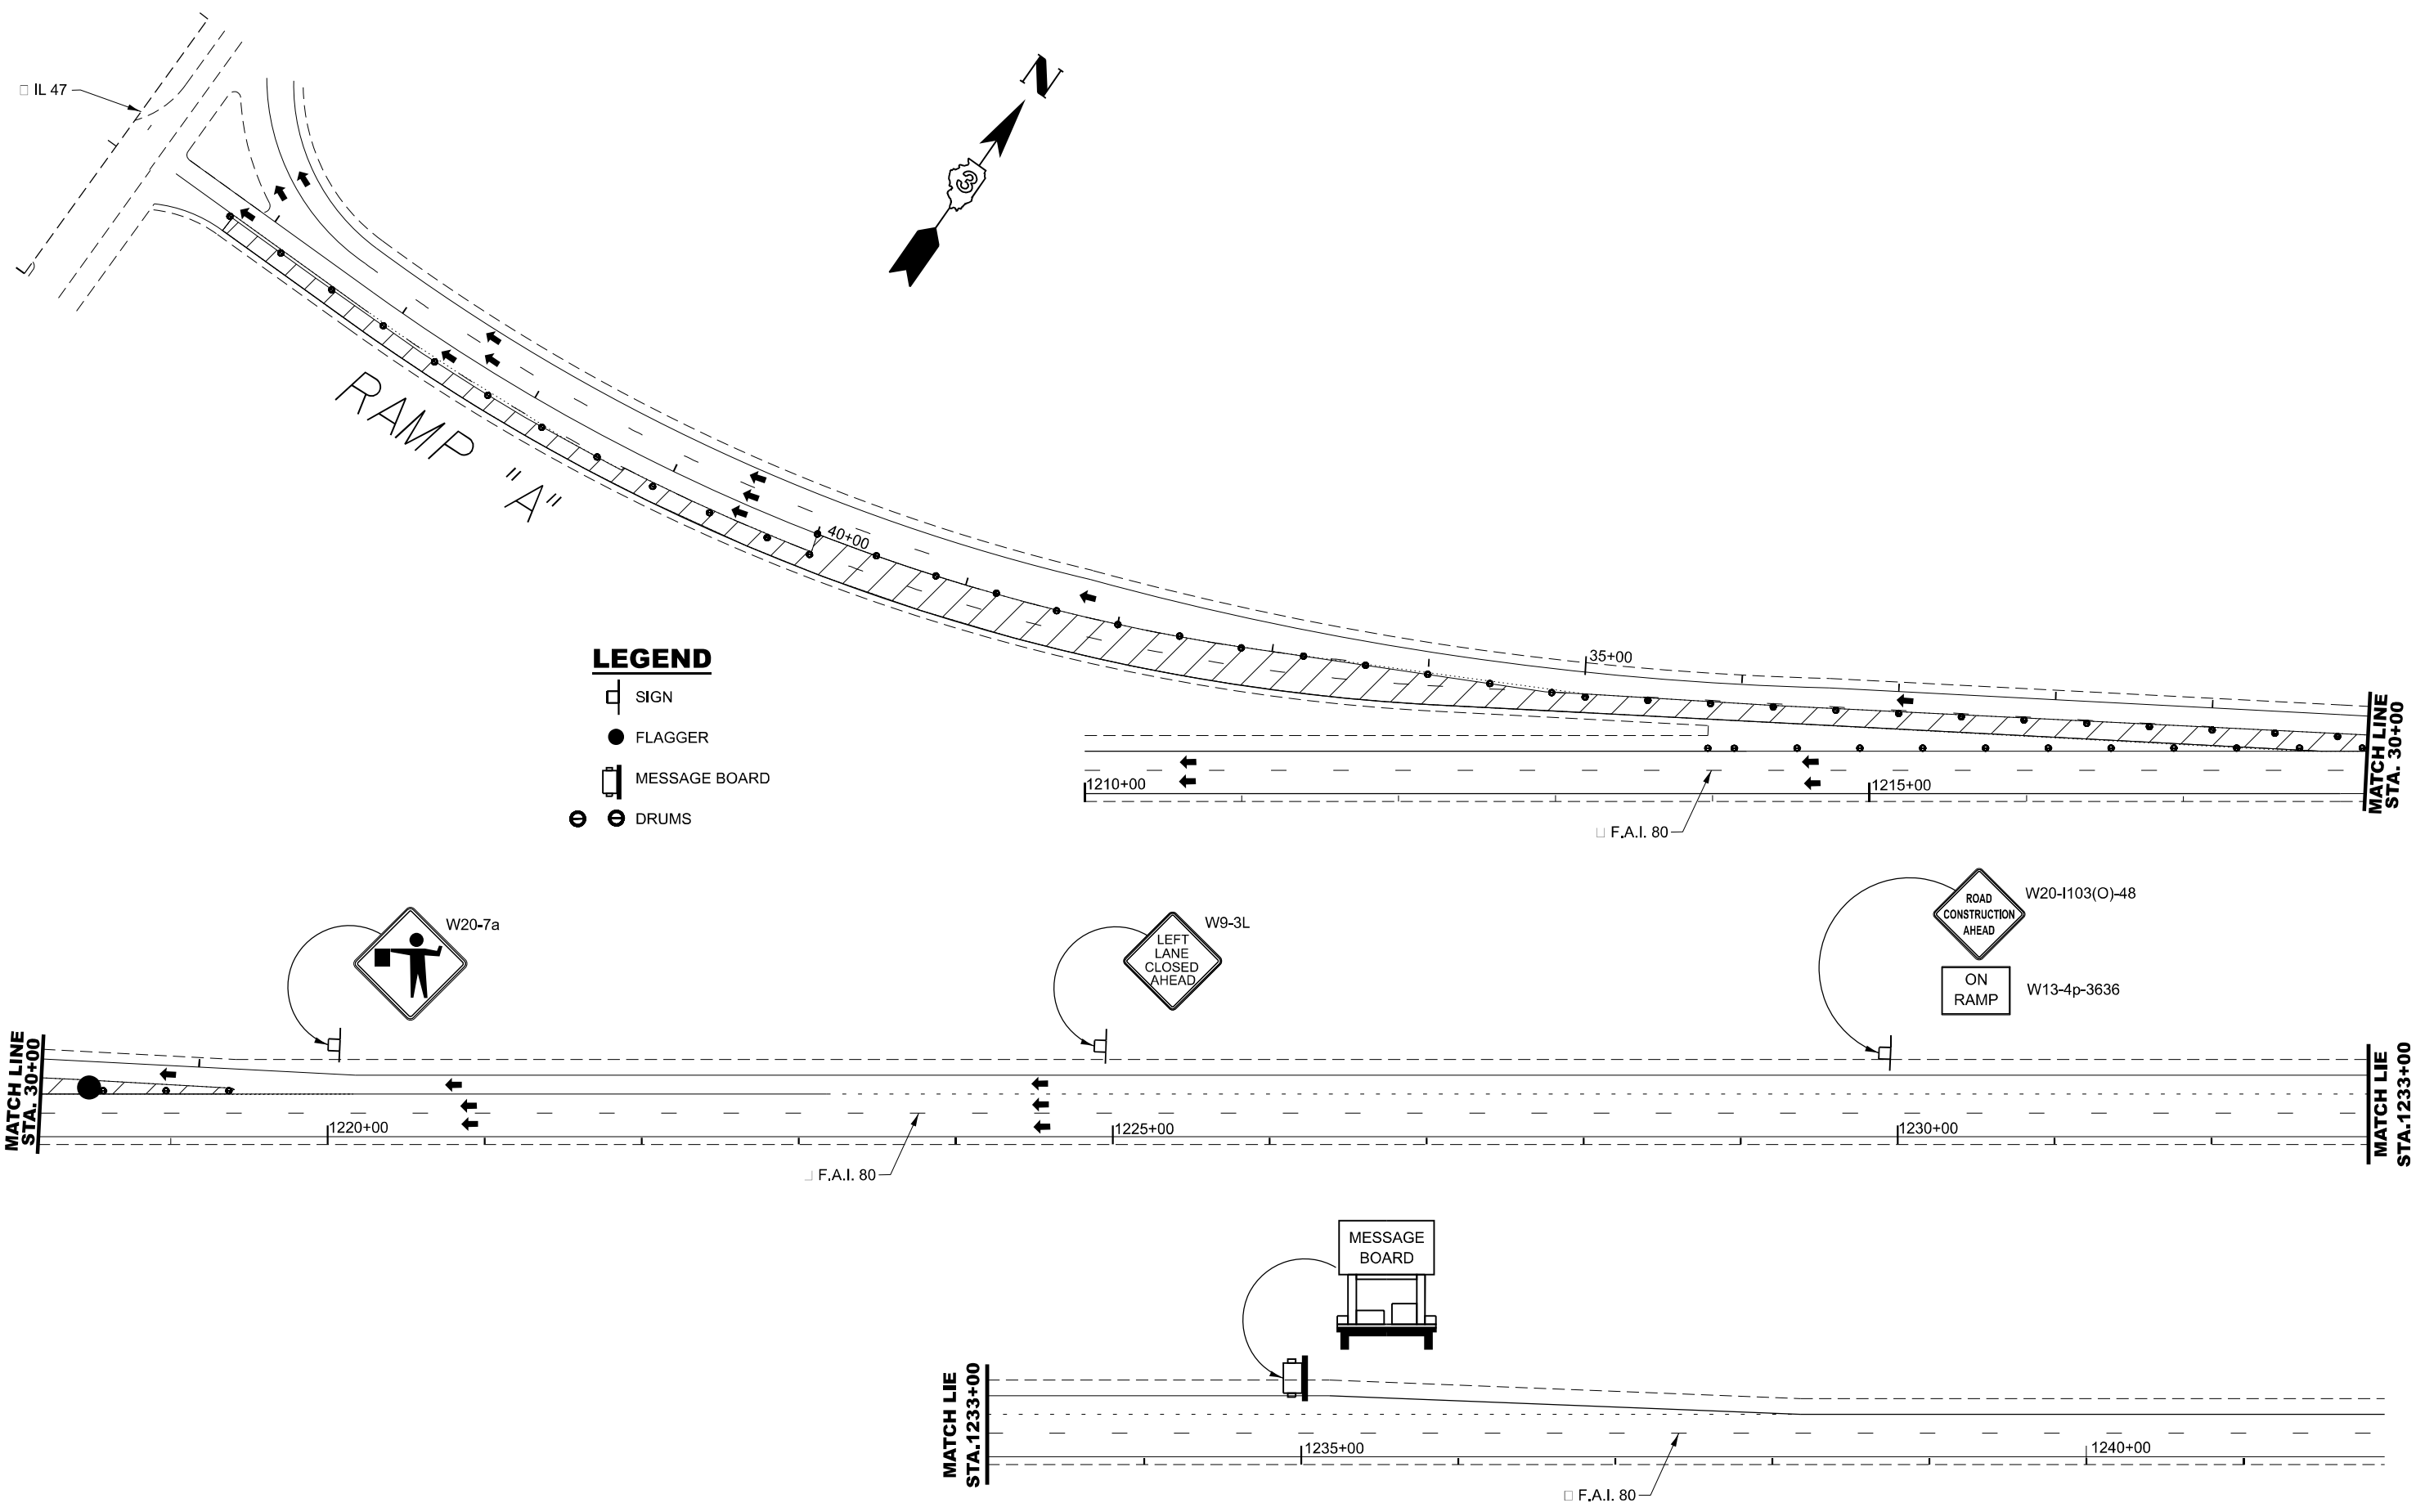 □ IL 47
N
3
RAMP "A"
40+00
35+00
LEGEND
SIGN
FLAGGER
MESSAGE BOARD
DRUMS
1210+00
1215+00
□ F.A.I. 80
MATCH LINE
STA. 30+00
W20-7a
LEFT
LANE
CLOSED
AHEAD
W9-3L
ROAD
CONSTRUCTION
AHEAD
W20-I103(O)-48
ON
RAMP
W13-4p-3636
MATCH LINE
STA. 30+00
1220+00
1225+00
1230+00
□ F.A.I. 80
MATCH LIE
STA.1233+00
MESSAGE
BOARD
MATCH LIE
STA.1233+00
1235+00
1240+00
□ F.A.I. 80